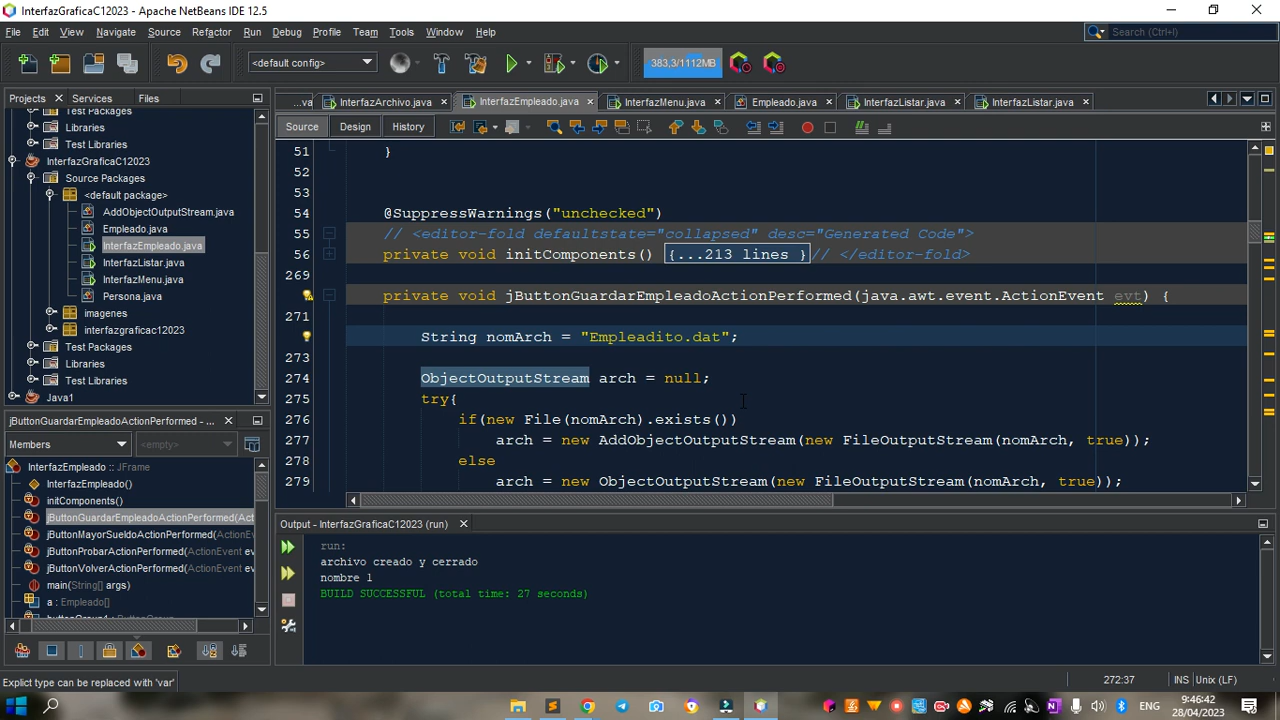 InterfazGraficaC12023 - Apache NetBeans IDE 12.5
File Edit View Navigate Source Refactor Run Debug Profile Team Tools Window Help
Search (Ctrl+I)
<default config>
383,3/1112MB
Projects Services Files
Test Packages
Libraries
Test Libraries
InterfazGraficaC12023
Source Packages
<default package>
AddObjectOutputStream.java
Empleado.java
InterfazEmpleado.java
InterfazListar.java
InterfazMenu.java
Persona.java
imagenes
interfazgraficac12023
Test Packages
Libraries
Test Libraries
Java1
jButtonGuardarEmpleadoActionPerformed - ...
Members
<empty>
InterfazEmpleado :: JFrame
InterfazEmpleado()
initComponents()
jButtonGuardarEmpleadoActionPerformed(Act
jButtonMayorSueldoActionPerformed(ActionE
jButtonProbarActionPerformed(ActionEvent ev
jButtonVolverActionPerformed(ActionEvent ev
main(String[] args)
a : Empleado[]
...va InterfazArchivo.java InterfazEmpleado.java InterfazMenu.java Empleado.java InterfazListar.java InterfazListar.java
Source Design History
51 }
52
53
54 @SuppressWarnings("unchecked")
55 // <editor-fold defaultstate="collapsed" desc="Generated Code">
56 private void initComponents() {...213 lines }// </editor-fold>
269
private void jButtonGuardarEmpleadoActionPerformed(java.awt.event.ActionEvent evt) {
271
String nomArch = "Empleadito.dat";
273
274 ObjectOutputStream arch = null;
275 try{
276 if(new File(nomArch).exists())
277 arch = new AddObjectOutputStream(new FileOutputStream(nomArch, true));
278 else
279 arch = new ObjectOutputStream(new FileOutputStream(nomArch, true));
Output - InterfazGraficaC12023 (run)
run:
archivo creado y cerrado
nombre 1
BUILD SUCCESSFUL (total time: 27 seconds)
Explict type can be replaced with 'var'
272:37
INS Unix (LF)
ENG
9:46:42
28/04/2023